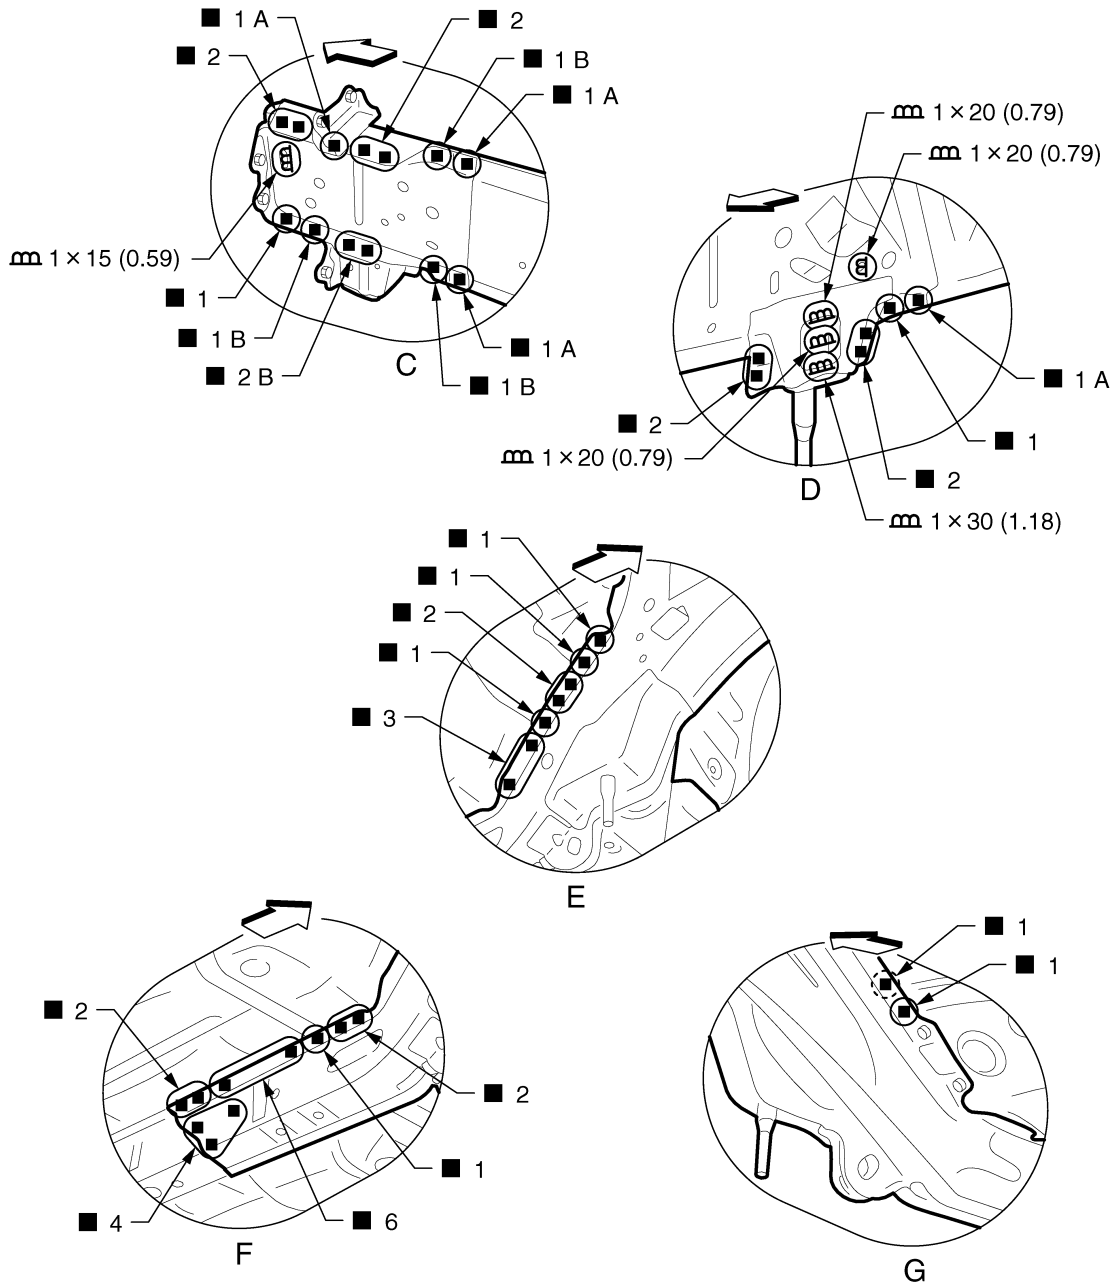 ■ 1 A
■ 2
■ 2
■ 1 B
■ 1 A
1×15 (0.59)
■ 1
■ 1 B
■ 2 B
■ 1 A
■ 1 B
C
1×20 (0.79)
1×20 (0.79)
■ 1 A
■ 2
■ 1
1×20 (0.79)
■ 2
1×30 (1.18)
D
■ 1
■ 1
■ 2
■ 1
■ 3
E
■ 2
■ 2
■ 1
■ 4
■ 6
F
■ 1
■ 1
G